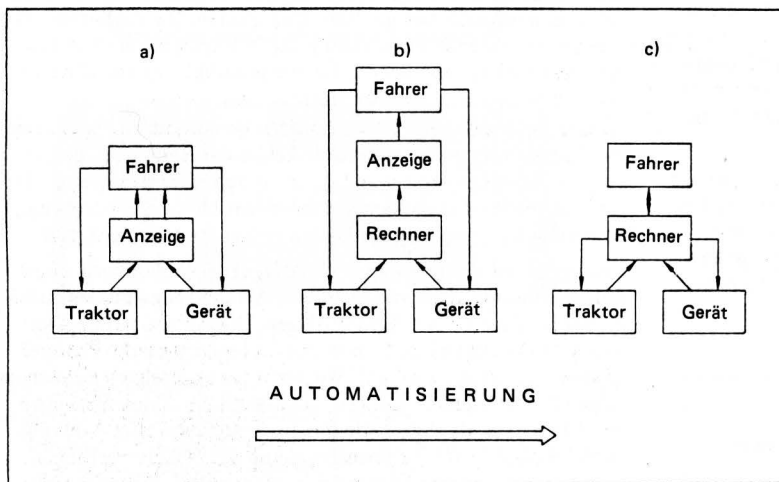 a)
Fahrer
Anzeige
Traktor
Gerät
b)
Fahrer
Anzeige
Rechner
Traktor
Gerät
c)
Fahrer
Rechner
Traktor
Gerät
AUTOMATISIERUNG